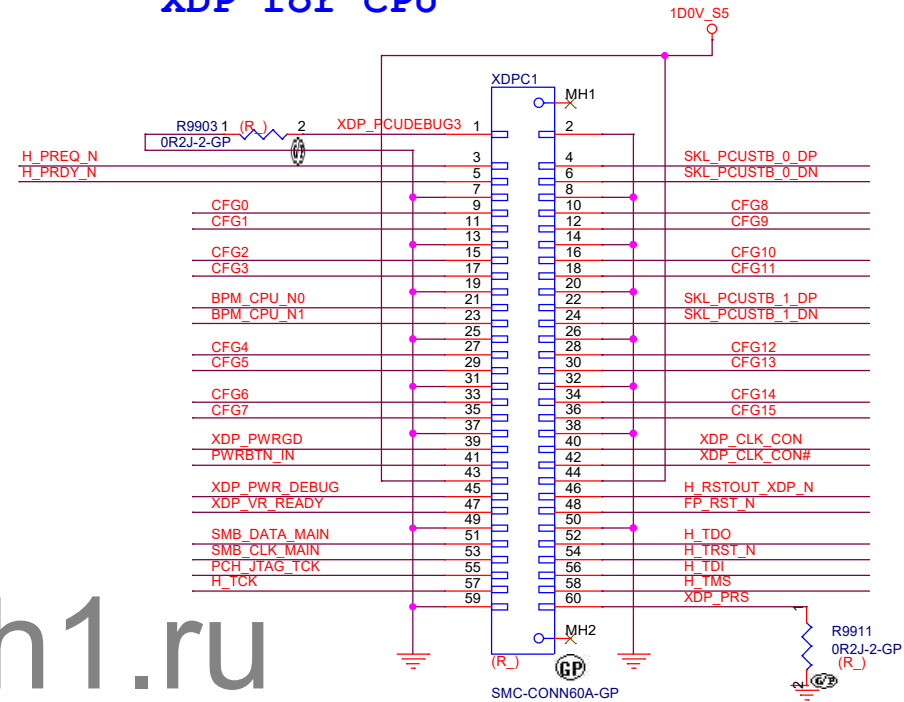 XDP for CPU
1D0V_S5
XDPC1
MH1
R9903 1 (R_) 2 XDP_PCUDEBUG3 1 2
0R2J-2-GP
GP
H_PREQ_N 3 4 SKL_PCUSTB_0_DP
H_PRDY_N 5 6 SKL_PCUSTB_0_DN
7 8
CFG0 9 10 CFG8
CFG1 11 12 CFG9
13 14
CFG2 15 16 CFG10
CFG3 17 18 CFG11
19 20
BPM_CPU_N0 21 22 SKL_PCUSTB_1_DP
BPM_CPU_N1 23 24 SKL_PCUSTB_1_DN
25 26
CFG4 27 28 CFG12
CFG5 29 30 CFG13
31 32
CFG6 33 34 CFG14
CFG7 35 36 CFG15
37 38
XDP_PWRGD 39 40 XDP_CLK_CON
PWRBTN_IN 41 42 XDP_CLK_CON#
43 44
XDP_PWR_DEBUG 45 46 H_RSTOUT_XDP_N
XDP_VR_READY 47 48 FP_RST_N
49 50
SMB_DATA_MAIN 51 52 H_TDO
SMB_CLK_MAIN 53 54 H_TRST_N
PCH_JTAG_TCK 55 56 H_TDI
H_TCK 57 58 H_TMS
59 60 XDP_PRS
1
MH2
R9911
0R2J-2-GP
(R_)
2
GP
(R_)
GP
SMC-CONN60A-GP
h1.ru